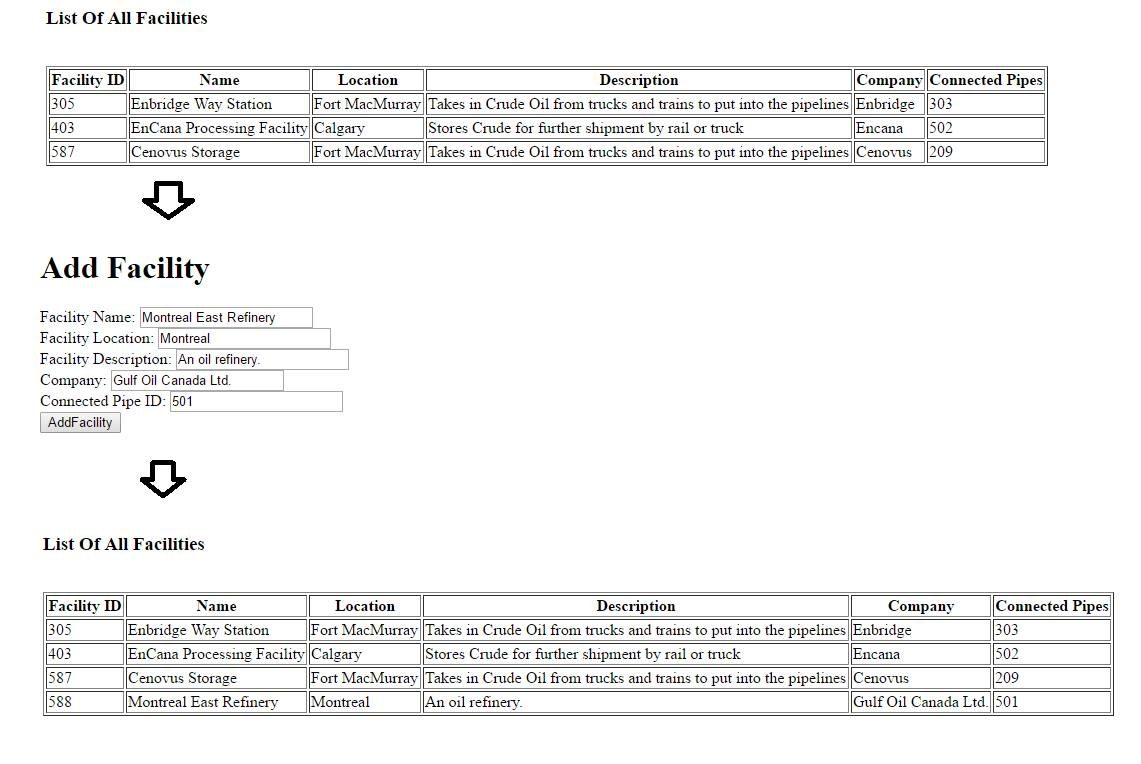 List Of All Facilities
Facility ID Name Location Description Company Connected Pipes
305 Enbridge Way Station Fort MacMurray Takes in Crude Oil from trucks and trains to put into the pipelines Enbridge 303
403 EnCana Processing Facility Calgary Stores Crude for further shipment by rail or truck Encana 502
587 Cenovus Storage Fort MacMurray Takes in Crude Oil from trucks and trains to put into the pipelines Cenovus 209
Add Facility
Facility Name: Montreal East Refinery
Facility Location: Montreal
Facility Description: An oil refinery.
Company: Gulf Oil Canada Ltd.
Connected Pipe ID: 501
AddFacility
List Of All Facilities
Facility ID Name Location Description Company Connected Pipes
305 Enbridge Way Station Fort MacMurray Takes in Crude Oil from trucks and trains to put into the pipelines Enbridge 303
403 EnCana Processing Facility Calgary Stores Crude for further shipment by rail or truck Encana 502
587 Cenovus Storage Fort MacMurray Takes in Crude Oil from trucks and trains to put into the pipelines Cenovus 209
588 Montreal East Refinery Montreal An oil refinery. Gulf Oil Canada Ltd. 501